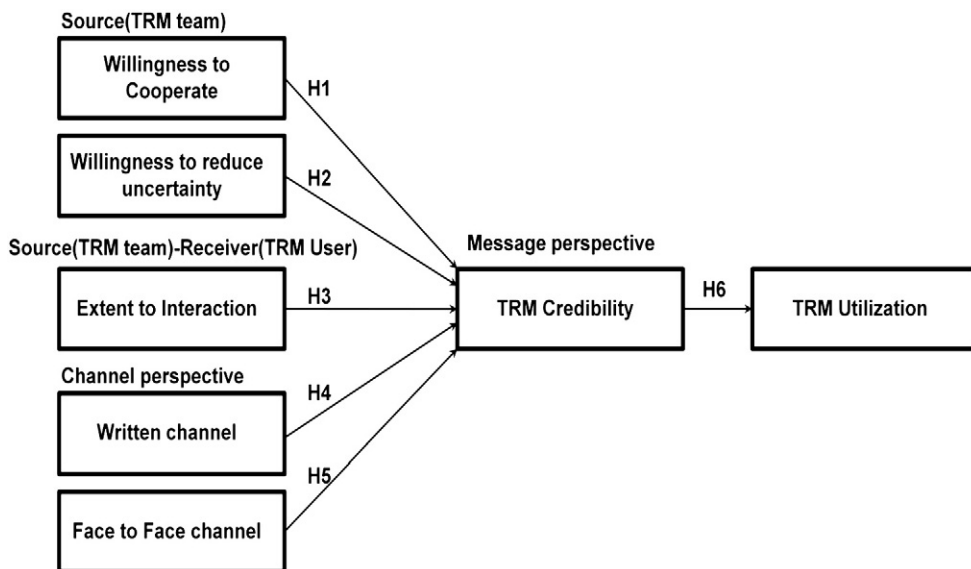 Source(TRM team)
Willingness to
Cooperate
H1
Willingness to reduce
uncertainty
H2
Source(TRM team)-Receiver(TRM User)
Extent to Interaction
H3
Channel perspective
Written channel
H4
Face to Face channel
H5
Message perspective
TRM Credibility
H6
TRM Utilization